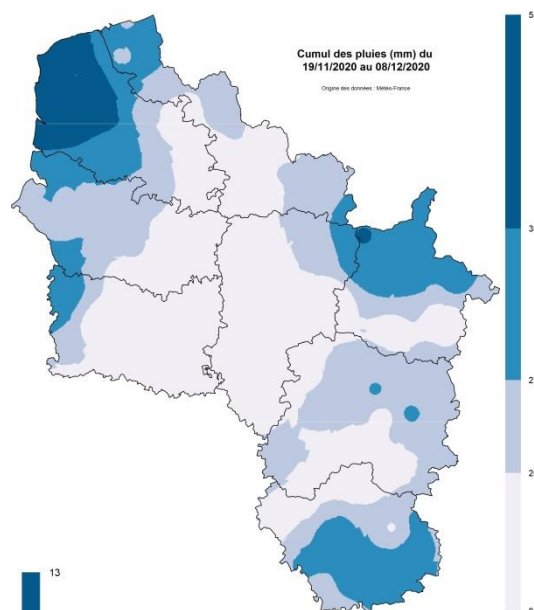 Cumul des pluies (mm) du
19/11/2020 au 08/12/2020
Origine des données : Météo-France
5
3
2
2
13